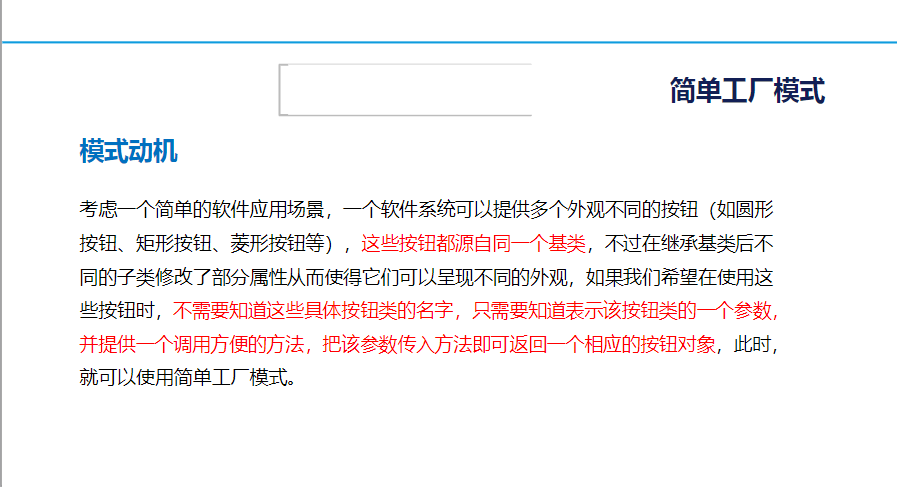 简单工厂模式
模式动机
考虑一个简单的软件应用场景，一个软件系统可以提供多个外观不同的按钮（如圆形
按钮、矩形按钮、菱形按钮等），这些按钮都源自同一个基类，不过在继承基类后不
同的子类修改了部分属性从而使得它们可以呈现不同的外观，如果我们希望在使用这
些按钮时，不需要知道这些具体按钮类的名字，只需要知道表示该按钮类的一个参数，
并提供一个调用方便的方法，把该参数传入方法即可返回一个相应的按钮对象，此时，
就可以使用简单工厂模式。